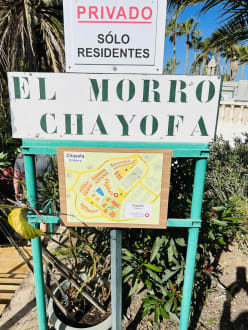 PRIVADO
SÓLO
RESIDENTES
EL MORRO
CHAYOFA
Chayofa